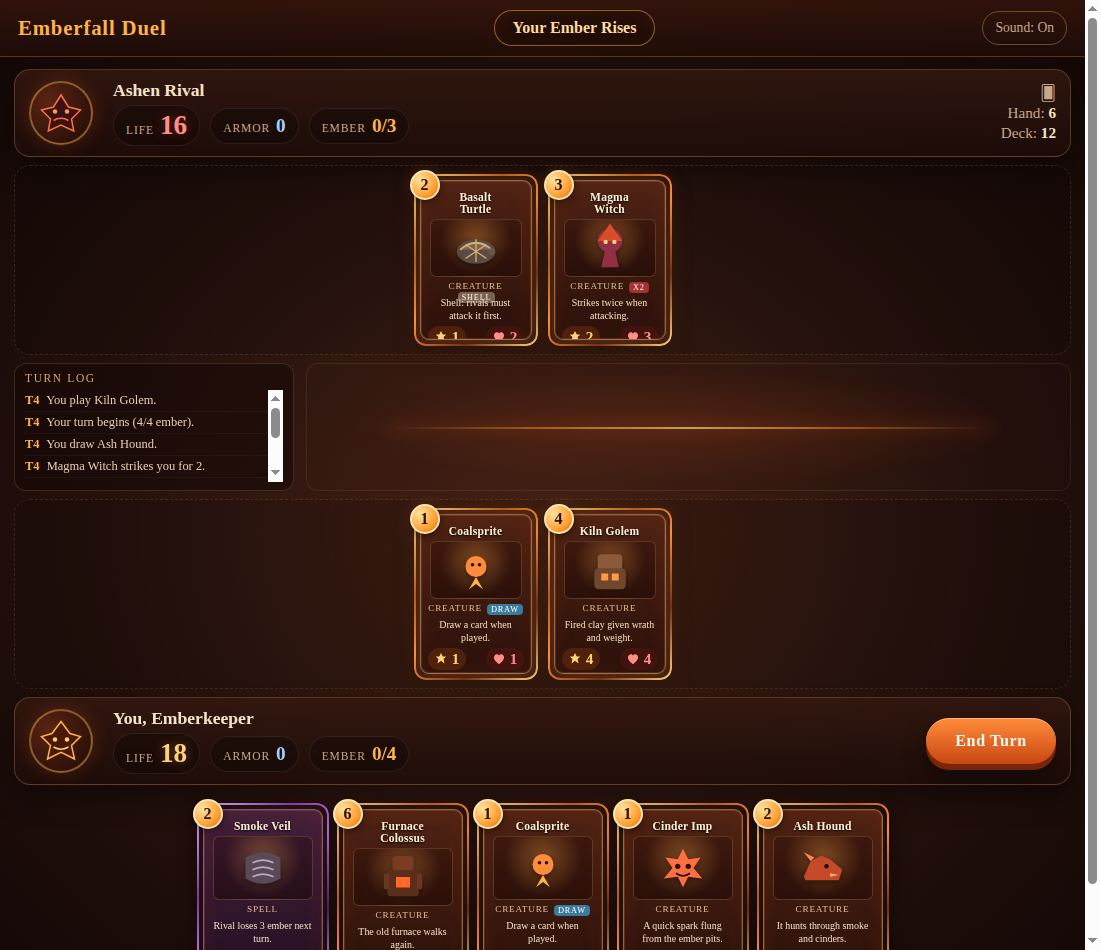 Emberfall Duel
Your Ember Rises
Sound: On
Ashen Rival
LIFE 16
ARMOR 0
EMBER 0/3
Hand: 6
Deck: 12
2
Basalt
Turtle
CREATURE
SHELL
Shell: rivals must
attack it first.
1
2
3
Magma
Witch
CREATURE X2
Strikes twice when
attacking.
2
3
TURN LOG
T4 You play Kiln Golem.
T4 Your turn begins (4/4 ember).
T4 You draw Ash Hound.
T4 Magma Witch strikes you for 2.
1
Coalsprite
CREATURE DRAW
Draw a card when
played.
1
1
4
Kiln Golem
CREATURE
Fired clay given wrath
and weight.
4
4
You, Emberkeeper
LIFE 18
ARMOR 0
EMBER 0/4
End Turn
2
Smoke Veil
SPELL
Rival loses 3 ember next
turn.
6
Furnace
Colossus
CREATURE
The old furnace walks
again.
1
Coalsprite
CREATURE DRAW
Draw a card when
played.
1
Cinder Imp
CREATURE
A quick spark flung
from the ember pits.
2
Ash Hound
CREATURE
It hunts through smoke
and cinders.